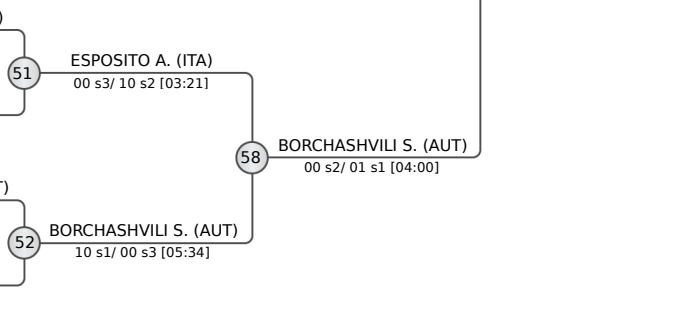 )
51
ESPOSITO A. (ITA)
00 s3/ 10 s2 [03:21]
58
BORCHASHVILI S. (AUT)
00 s2/ 01 s1 [04:00]
)
52
BORCHASHVILI S. (AUT)
10 s1/ 00 s3 [05:34]